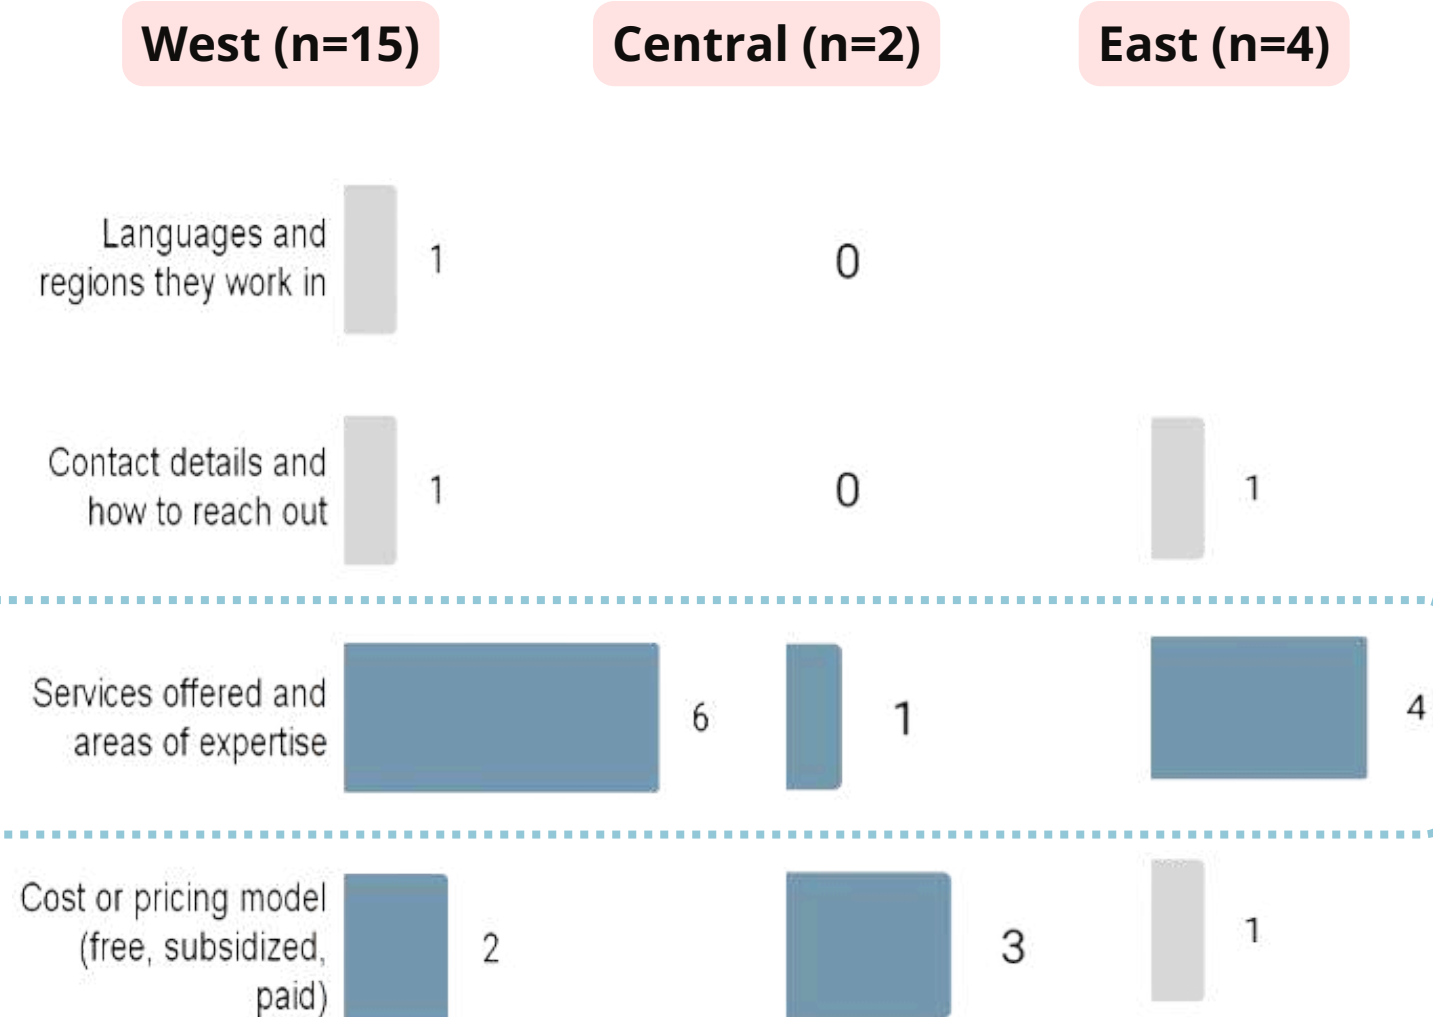 West (n=15)
Central (n=2)
East (n=4)
Languages and
regions they work in
1
0
Contact details and
how to reach out
1
0
1
Services offered and
areas of expertise
6
1
4
Cost or pricing model
(free, subsidized,
paid)
2
3
1